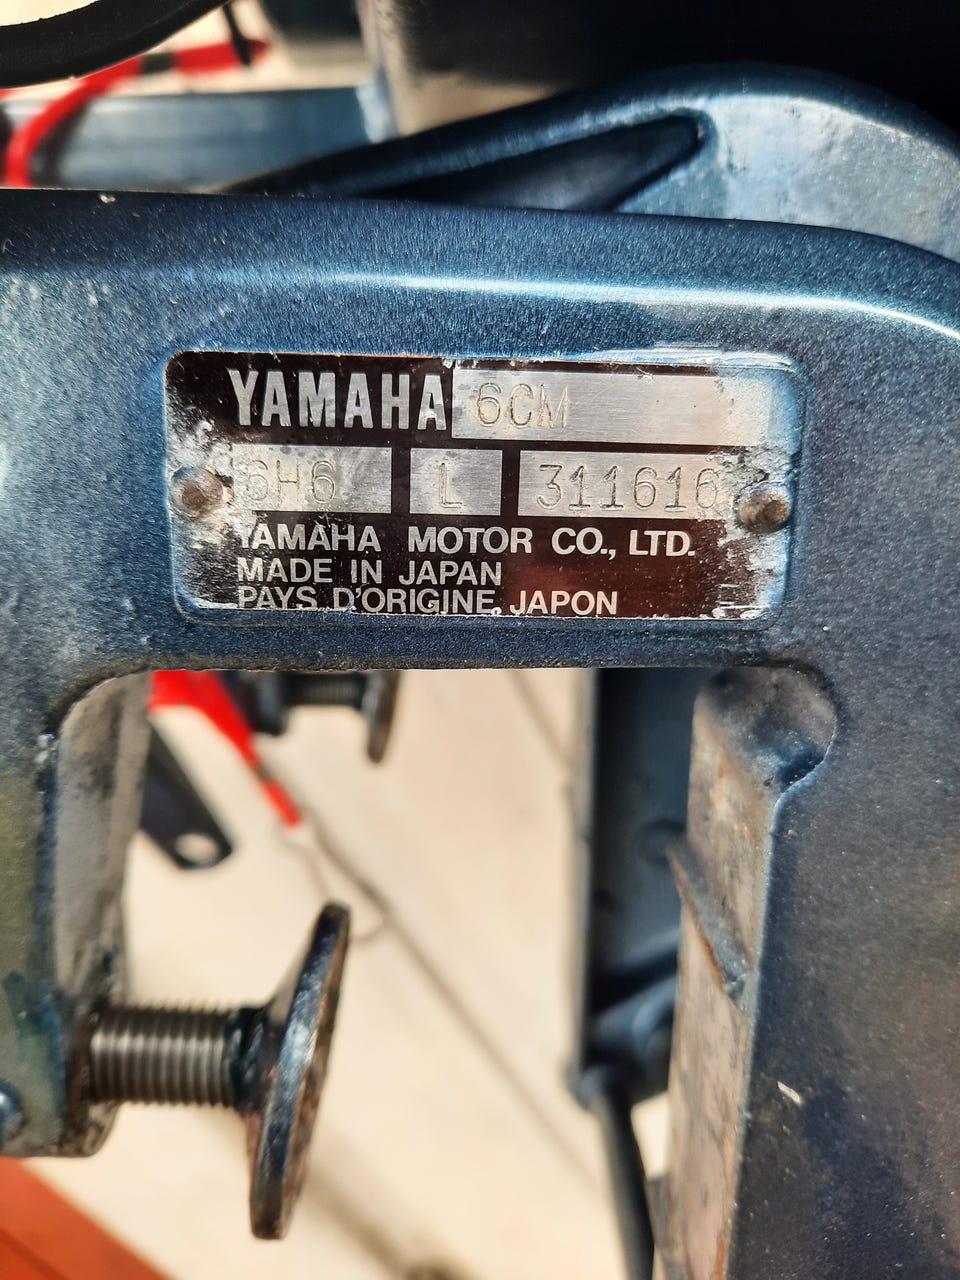 YAMAHA 6CM
6H6 L 311616
YAMAHA MOTOR CO., LTD.
MADE IN JAPAN
PAYS D'ORIGINE JAPON